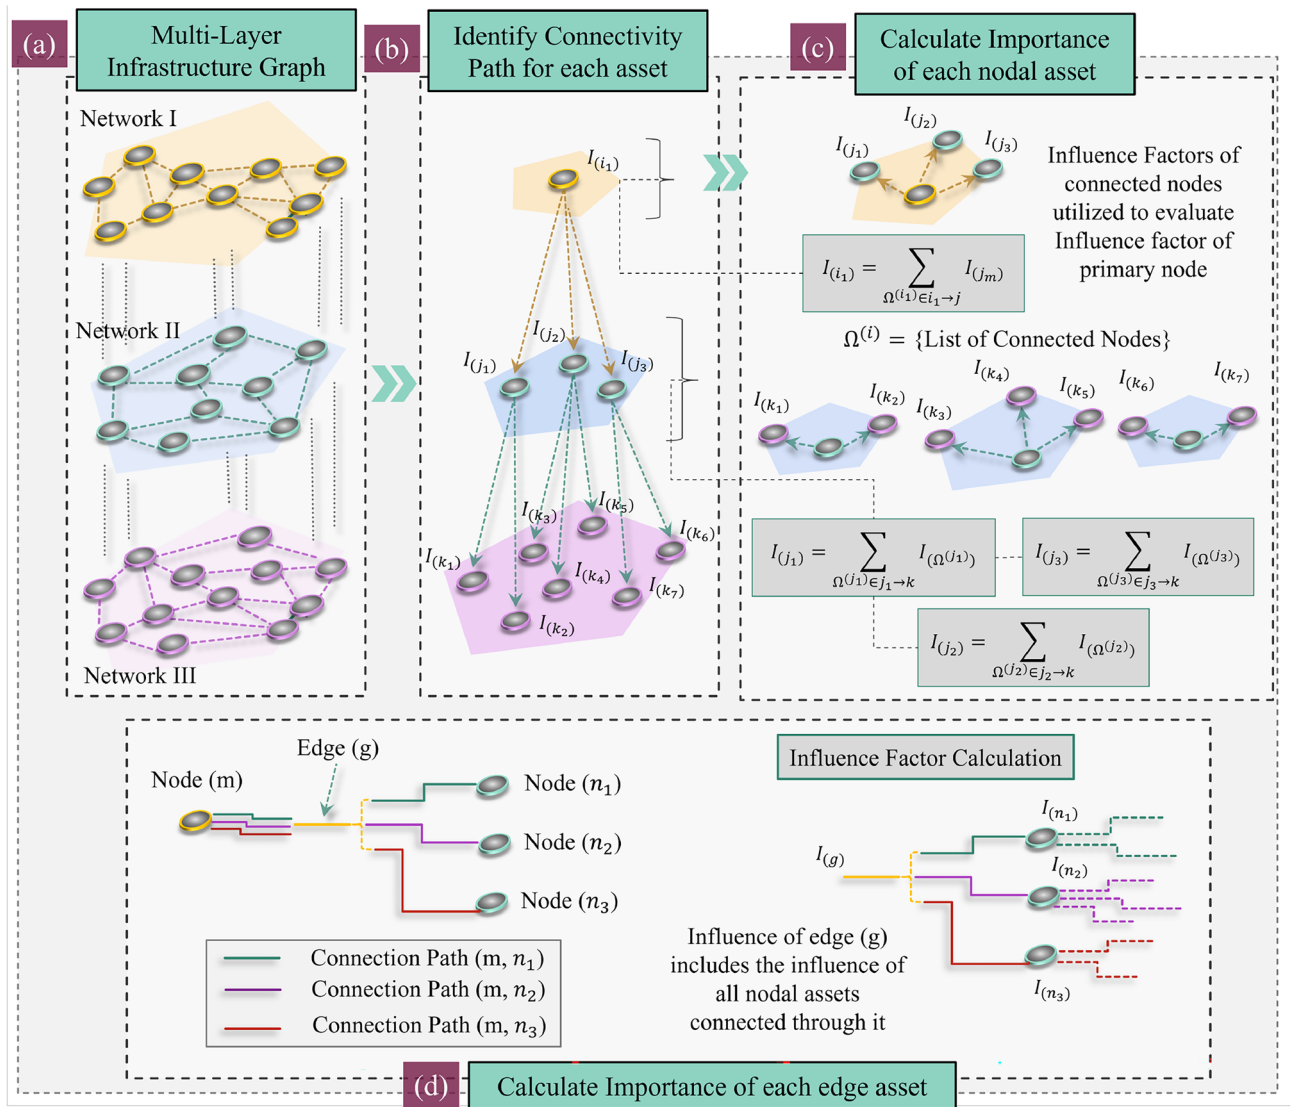 (a)
Multi-Layer
Infrastructure Graph
(b)
Identify Connectivity
Path for each asset
(c)
Calculate Importance
of each nodal asset
Network I
Network II
Network III
I(i₁)
I(j₁)
I(j₂)
I(j₃)
I(k₁)
I(k₂)
I(k₃)
I(k₄)
I(k₅)
I(k₆)
I(k₇)
I(j₁)
I(j₂)
I(j₃)
Influence Factors of
connected nodes
utilized to evaluate
Influence factor of
primary node
I(i₁) = ∑ Ω^(i₁)∈i₁→j I(jₘ)
Ω^(i) = {List of Connected Nodes}
I(k₁)
I(k₂)
I(k₃)
I(k₄)
I(k₅)
I(k₆)
I(k₇)
I(j₁) = ∑ Ω^(j₁)∈j₁→k I(Ω^(j₁))
I(j₃) = ∑ Ω^(j₃)∈j₃→k I(Ω^(j₃))
I(j₂) = ∑ Ω^(j₂)∈j₂→k I(Ω^(j₂))
Node (m)
Edge (g)
Node (n₁)
Node (n₂)
Node (n₃)
Connection Path (m, n₁)
Connection Path (m, n₂)
Connection Path (m, n₃)
Influence Factor Calculation
I(g)
I(n₁)
I(n₂)
I(n₃)
Influence of edge (g)
includes the influence of
all nodal assets
connected through it
(d)
Calculate Importance of each edge asset